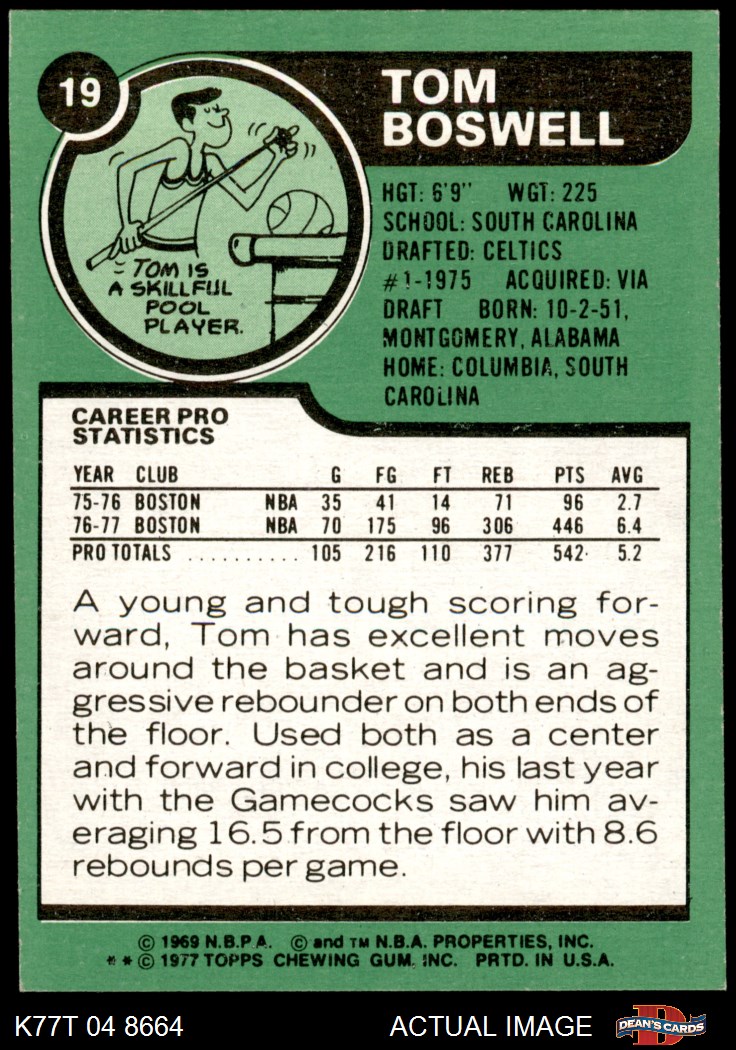 19
TOM
BOSWELL
HGT: 6'9" WGT: 225
SCHOOL: SOUTH CAROLINA
DRAFTED: CELTICS
#1-1975 ACQUIRED: VIA
DRAFT BORN: 10-2-51,
MONTGOMERY, ALABAMA
HOME: COLUMBIA, SOUTH
CAROLINA
TOM IS
A SKILLFUL
POOL
PLAYER.
CAREER PRO
STATISTICS
YEAR CLUB G FG FT REB PTS AVG
75-76 BOSTON NBA 35 41 14 71 96 2.7
76-77 BOSTON NBA 70 175 96 306 446 6.4
PRO TOTALS .......... 105 216 110 377 542 5.2
A young and tough scoring for-
ward, Tom has excellent moves
around the basket and is an ag-
gressive rebounder on both ends of
the floor. Used both as a center
and forward in college, his last year
with the Gamecocks saw him av-
eraging 16.5 from the floor with 8.6
rebounds per game.
© 1969 N.B.P.A. © and TM N.B.A. PROPERTIES, INC.
* * © 1977 TOPPS CHEWING GUM, INC. PRTD. IN U.S.A.
K77T 04 8664 ACTUAL IMAGE DEAN'S CARDS